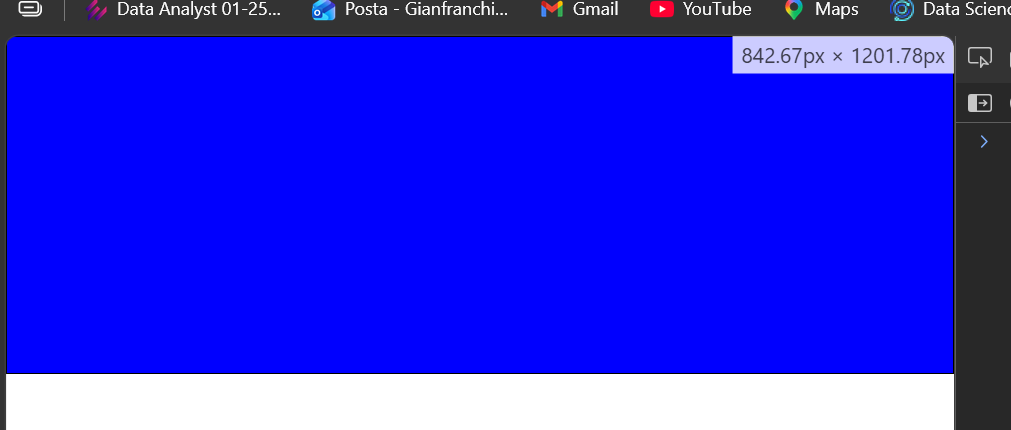 Data Analyst 01-25... Posta - Gianfranchi... Gmail YouTube Maps Data Scienc
842.67px × 1201.78px